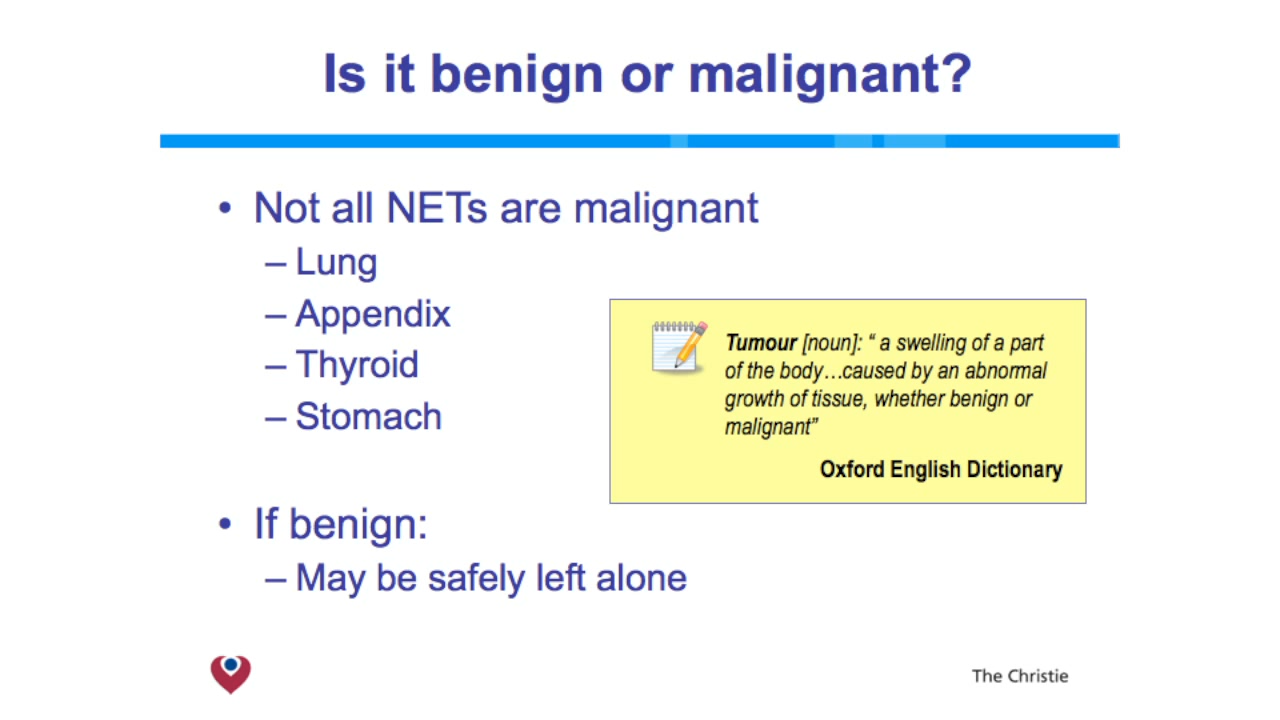 Is it benign or malignant?
• Not all NETs are malignant
– Lung
– Appendix
– Thyroid
– Stomach
Tumour [noun]: “ a swelling of a part
of the body…caused by an abnormal
growth of tissue, whether benign or
malignant”
Oxford English Dictionary
• If benign:
– May be safely left alone
The Christie